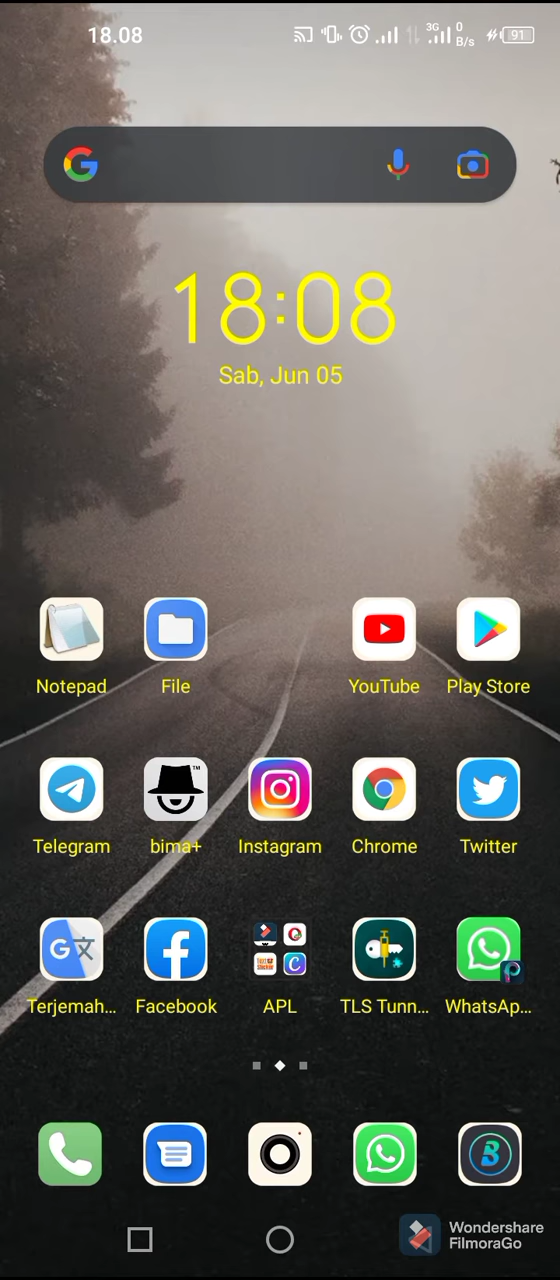 18.08
3G
0
B/s
91
18:08
Sab, Jun 05
Notepad
File
YouTube
Play Store
Telegram
bima+
Instagram
Chrome
Twitter
Terjemah...
Facebook
APL
TLS Tunn...
WhatsAp...
Wondershare
FilmoraGo